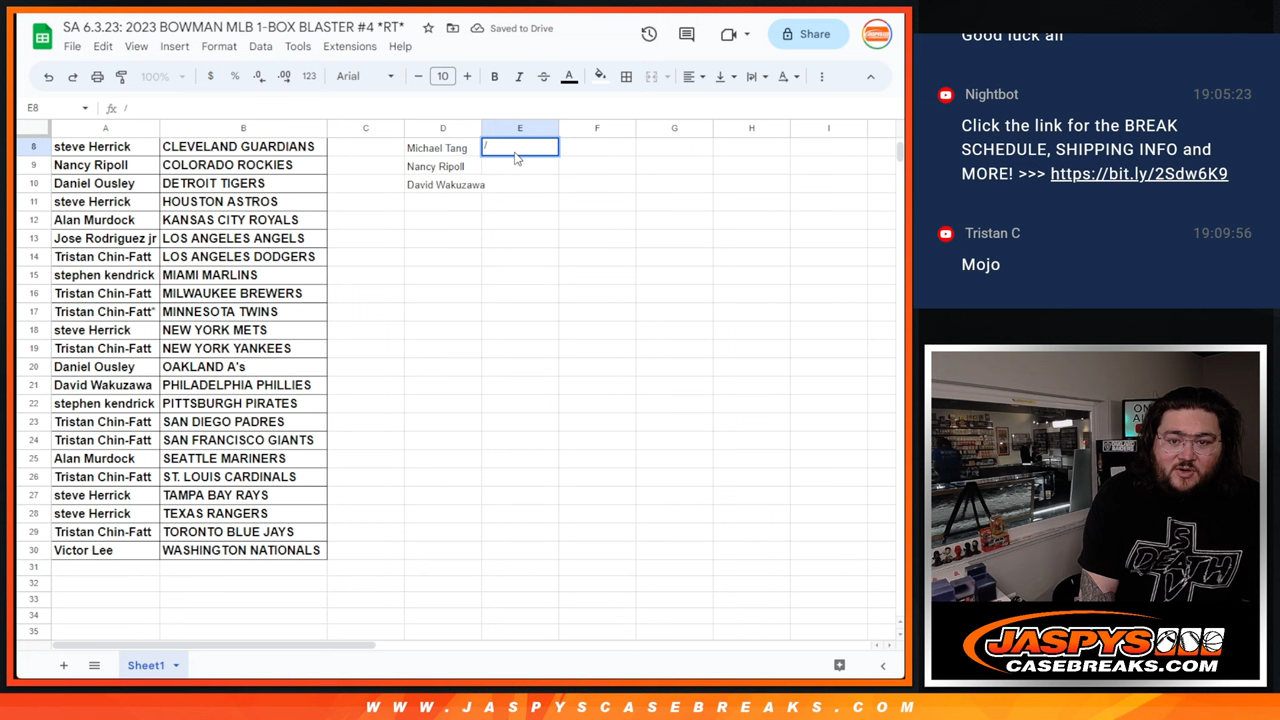 SA 6.3.23: 2023 BOWMAN MLB 1-BOX BLASTER #4 *RT*
Saved to Drive
Share
File Edit View Insert Format Data Tools Extensions Help
100% $ % .0 .00 123 Arial 10 B I A
E8 fx /
A B C D E F G H I
8 steve Herrick CLEVELAND GUARDIANS Michael Tang /
9 Nancy Ripoll COLORADO ROCKIES Nancy Ripoll
10 Daniel Ousley DETROIT TIGERS David Wakuzawa
11 steve Herrick HOUSTON ASTROS
12 Alan Murdock KANSAS CITY ROYALS
13 Jose Rodriguez jr LOS ANGELES ANGELS
14 Tristan Chin-Fatt LOS ANGELES DODGERS
15 stephen kendrick MIAMI MARLINS
16 Tristan Chin-Fatt MILWAUKEE BREWERS
17 Tristan Chin-Fatt* MINNESOTA TWINS
18 steve Herrick NEW YORK METS
19 Tristan Chin-Fatt NEW YORK YANKEES
20 Daniel Ousley OAKLAND A's
21 David Wakuzawa PHILADELPHIA PHILLIES
22 stephen kendrick PITTSBURGH PIRATES
23 Tristan Chin-Fatt SAN DIEGO PADRES
24 Tristan Chin-Fatt SAN FRANCISCO GIANTS
25 Alan Murdock SEATTLE MARINERS
26 Tristan Chin-Fatt ST. LOUIS CARDINALS
27 steve Herrick TAMPA BAY RAYS
28 steve Herrick TEXAS RANGERS
29 Tristan Chin-Fatt TORONTO BLUE JAYS
30 Victor Lee WASHINGTON NATIONALS
31
32
33
34
35
Sheet1
Good luck all
Nightbot 19:05:23
Click the link for the BREAK
SCHEDULE, SHIPPING INFO and
MORE! >>> https://bit.ly/2Sdw6K9
Tristan C 19:09:56
Mojo
ON
DEATH
JASPYS
CASEBREAKS.COM
WWW.JASPYSCASEBREAKS.COM